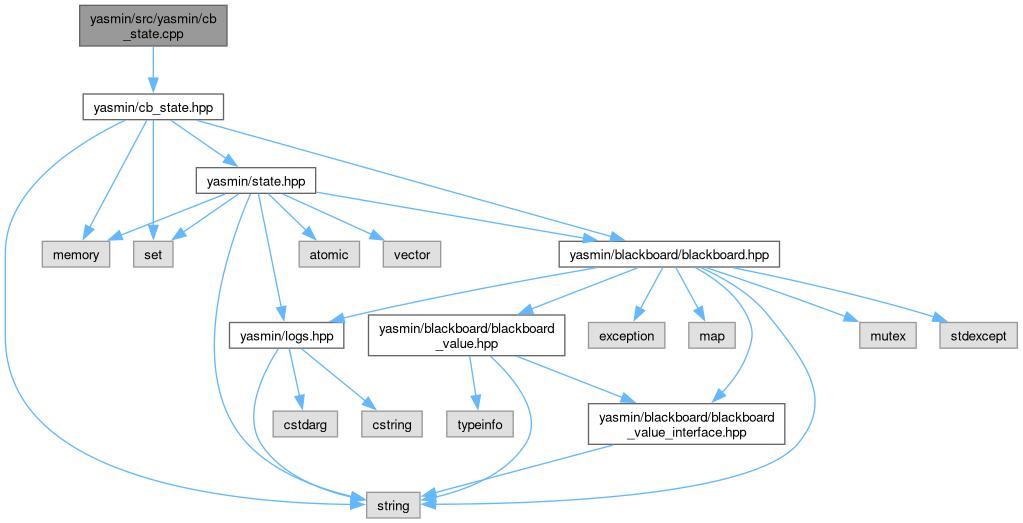 yasmin/src/yasmin/cb
_state.cpp
yasmin/cb_state.hpp
yasmin/state.hpp
memory
set
atomic
vector
yasmin/blackboard/blackboard.hpp
yasmin/logs.hpp
yasmin/blackboard/blackboard
_value.hpp
exception
map
mutex
stdexcept
cstdarg
cstring
typeinfo
yasmin/blackboard/blackboard
_value_interface.hpp
string